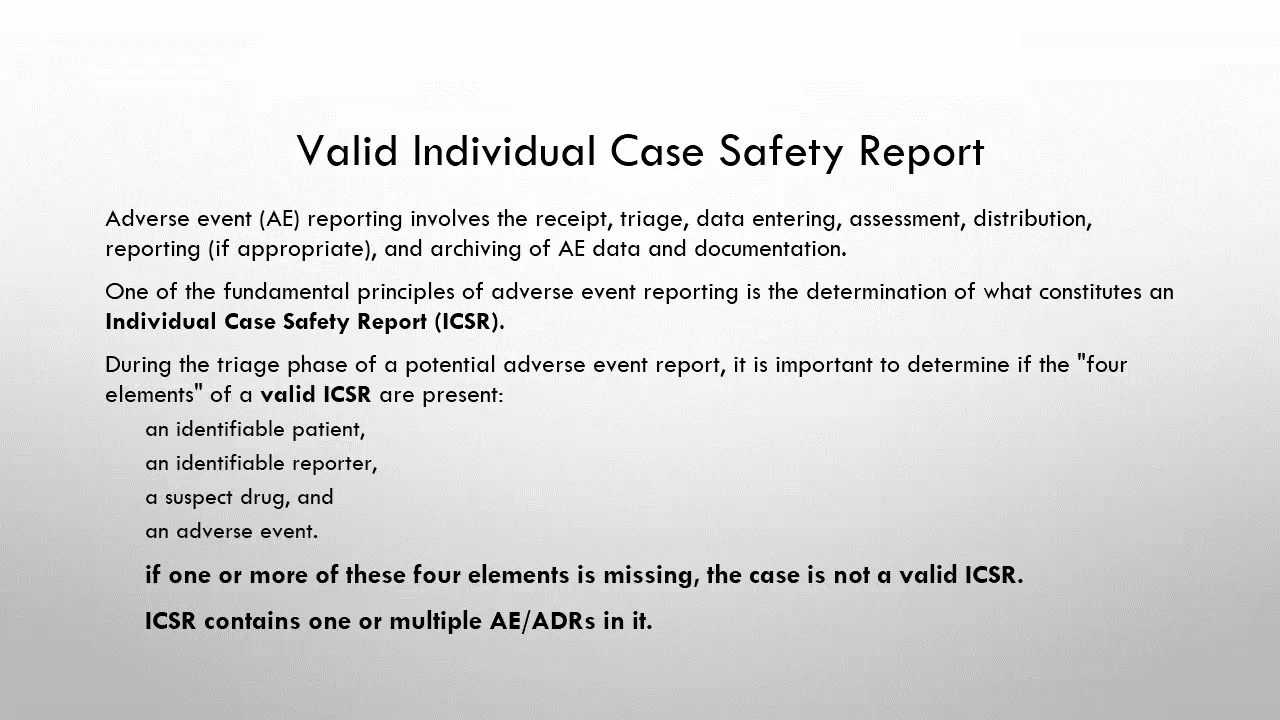 Valid Individual Case Safety Report
Adverse event (AE) reporting involves the receipt, triage, data entering, assessment, distribution,
reporting (if appropriate), and archiving of AE data and documentation.
One of the fundamental principles of adverse event reporting is the determination of what constitutes an
Individual Case Safety Report (ICSR).
During the triage phase of a potential adverse event report, it is important to determine if the "four
elements" of a valid ICSR are present:
an identifiable patient,
an identifiable reporter,
a suspect drug, and
an adverse event.
if one or more of these four elements is missing, the case is not a valid ICSR.
ICSR contains one or multiple AE/ADRs in it.